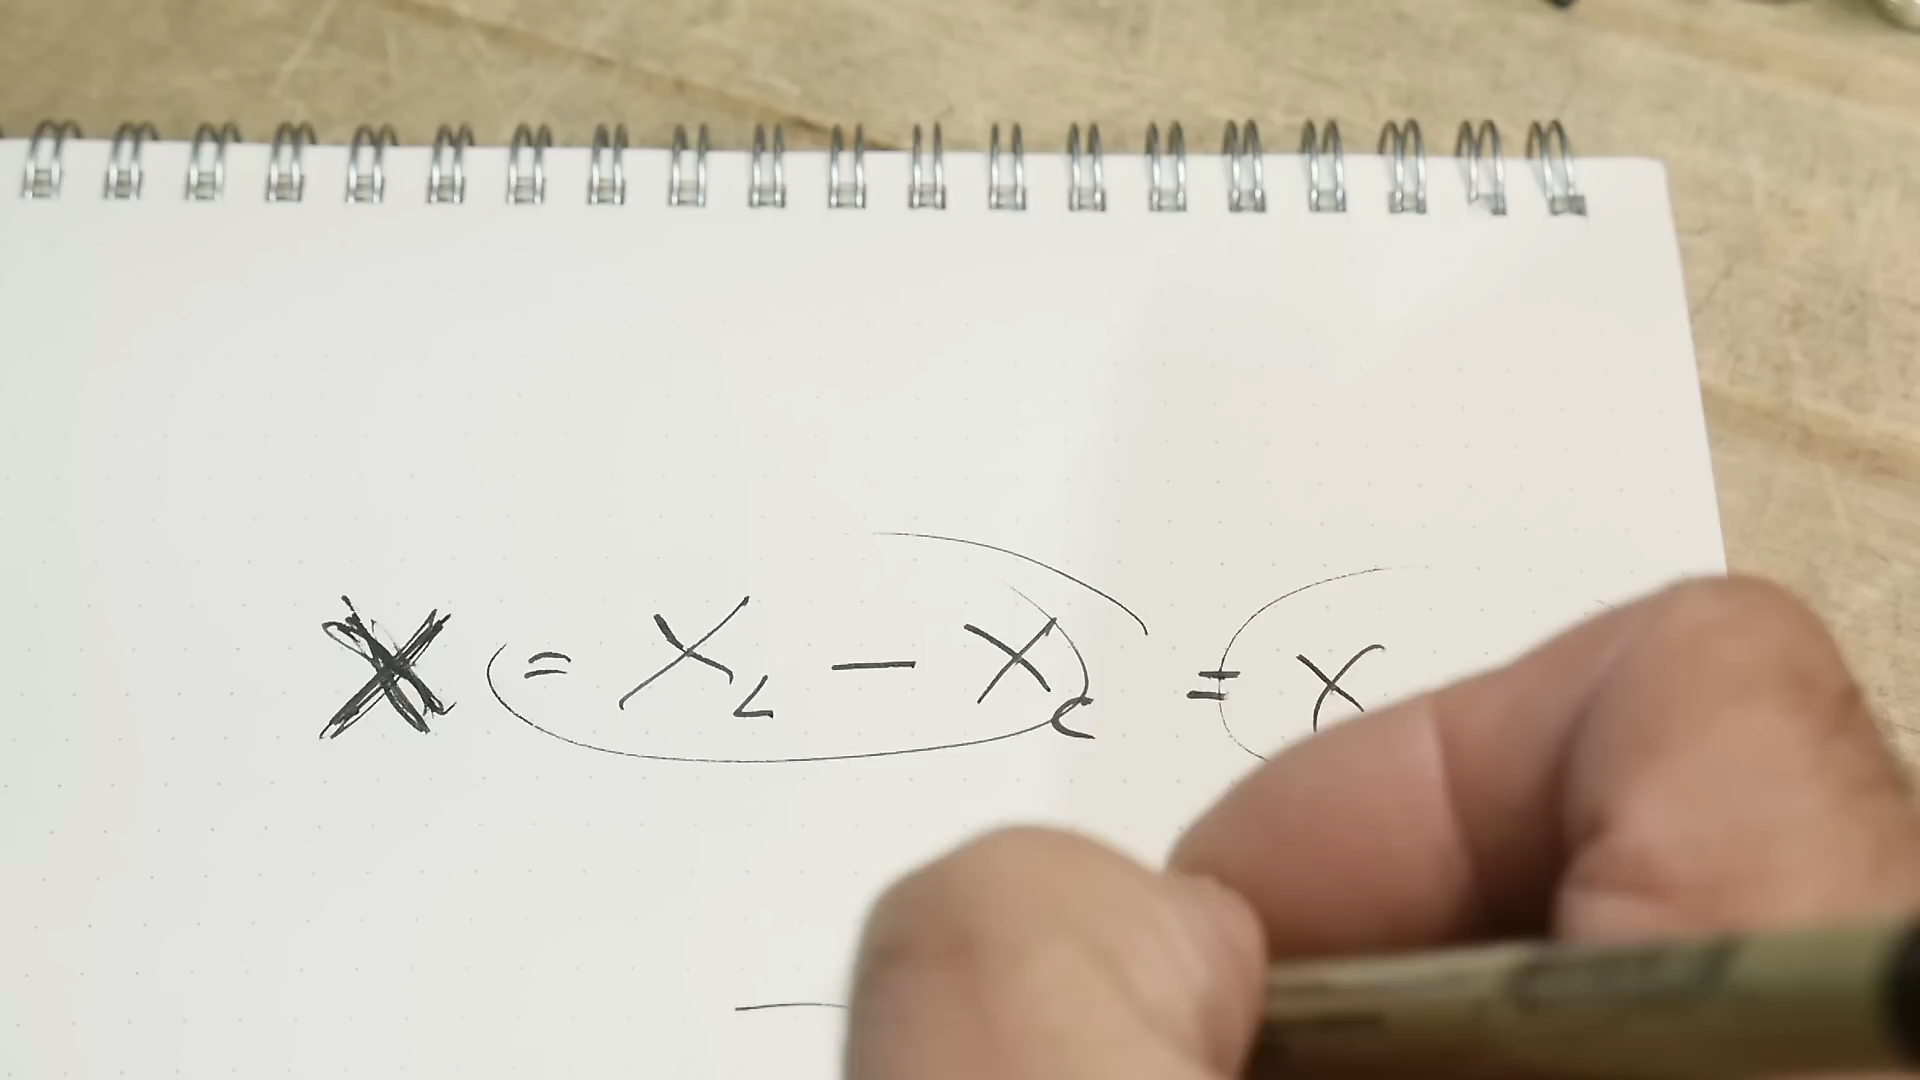 X = X_L - X_C = X